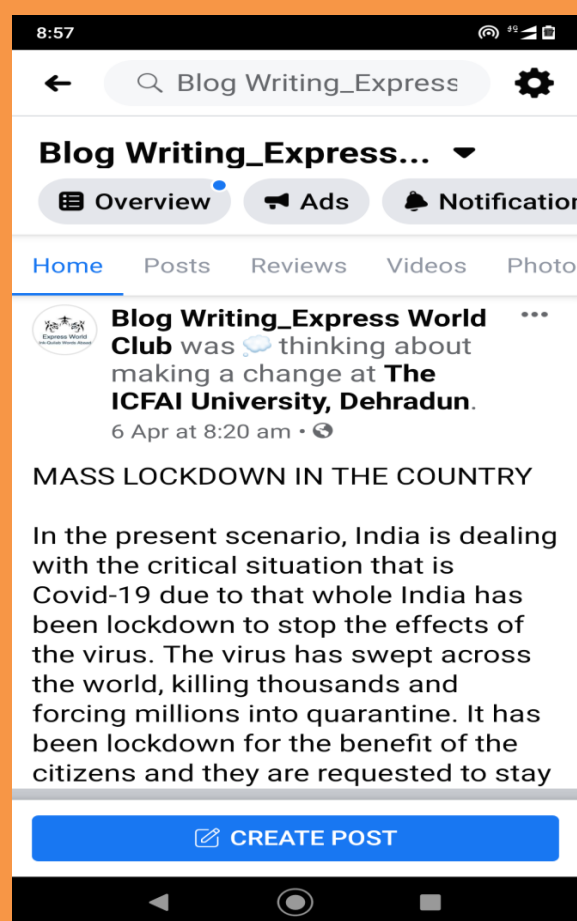 8:57
4G
Blog Writing_Express
Blog Writing_Express...
Overview Ads Notification
Home Posts Reviews Videos Photo
Express World
Blog Writing_Express World
Club was thinking about
making a change at The
ICFAI University, Dehradun.
6 Apr at 8:20 am •
MASS LOCKDOWN IN THE COUNTRY
In the present scenario, India is dealing
with the critical situation that is
Covid-19 due to that whole India has
been lockdown to stop the effects of
the virus. The virus has swept across
the world, killing thousands and
forcing millions into quarantine. It has
been lockdown for the benefit of the
citizens and they are requested to stay
CREATE POST